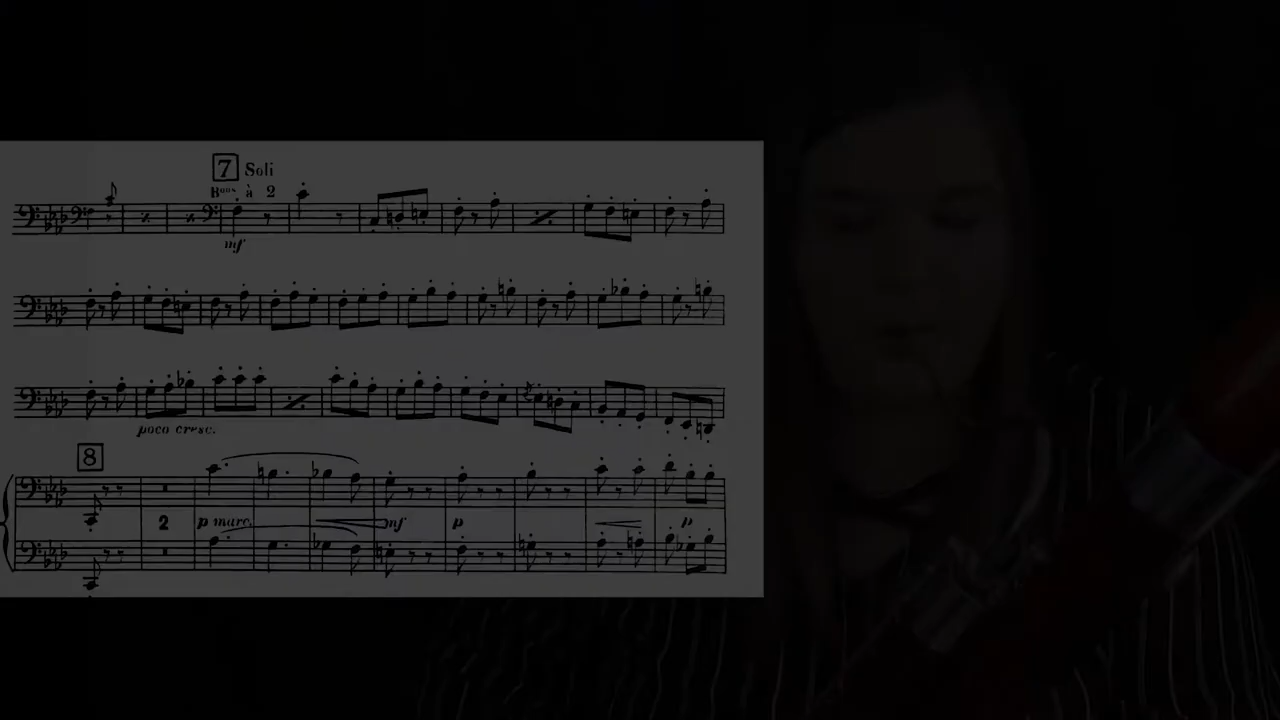 7 Soli
Bons à 2
mf
poco cresc.
8
2 p marc. mf p p